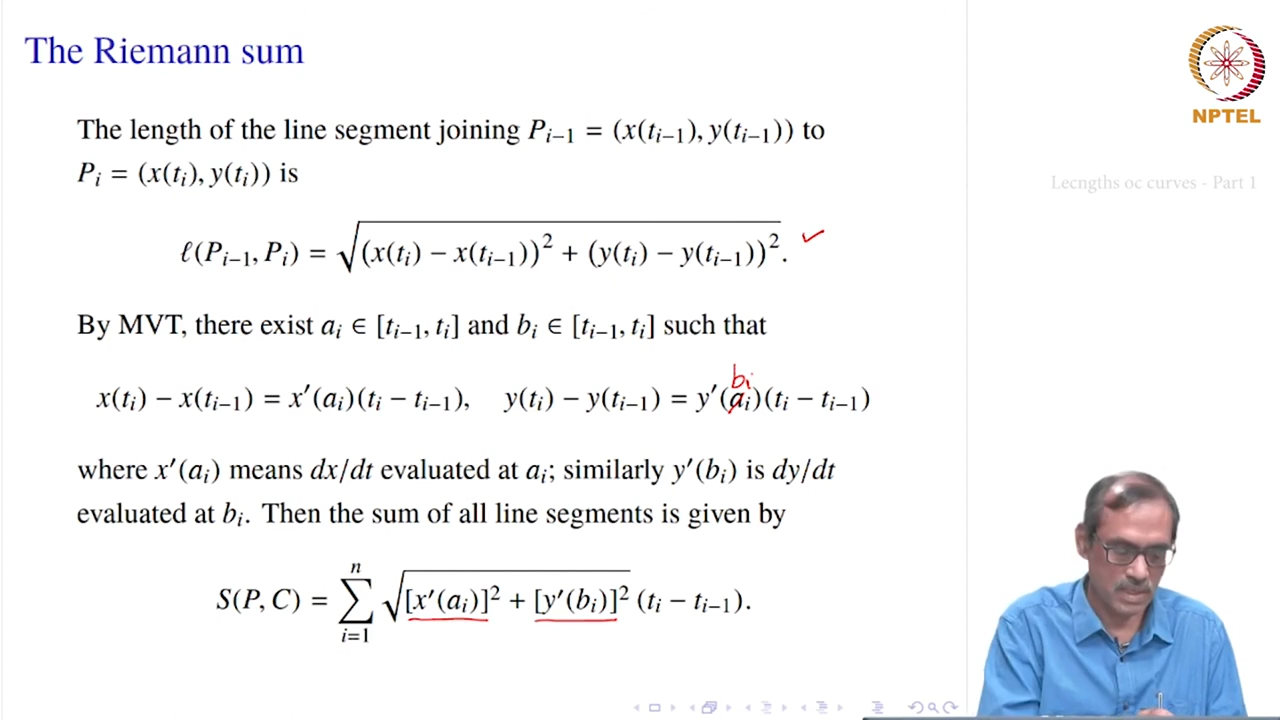 The Riemann sum
NPTEL
The length of the line segment joining P_{i−1} = (x(t_{i−1}), y(t_{i−1})) to
P_i = (x(t_i), y(t_i)) is
Lecngths oc curves - Part 1
ℓ(P_{i−1}, P_i) = √((x(t_i) − x(t_{i−1}))² + (y(t_i) − y(t_{i−1}))²).
By MVT, there exist a_i ∈ [t_{i−1}, t_i] and b_i ∈ [t_{i−1}, t_i] such that
b_i
x(t_i) − x(t_{i−1}) = x′(a_i)(t_i − t_{i−1}), y(t_i) − y(t_{i−1}) = y′(a_i)(t_i − t_{i−1})
where x′(a_i) means dx/dt evaluated at a_i; similarly y′(b_i) is dy/dt
evaluated at b_i. Then the sum of all line segments is given by
S(P, C) = ∑_{i=1}^{n} √([x′(a_i)]² + [y′(b_i)]²) (t_i − t_{i−1}).